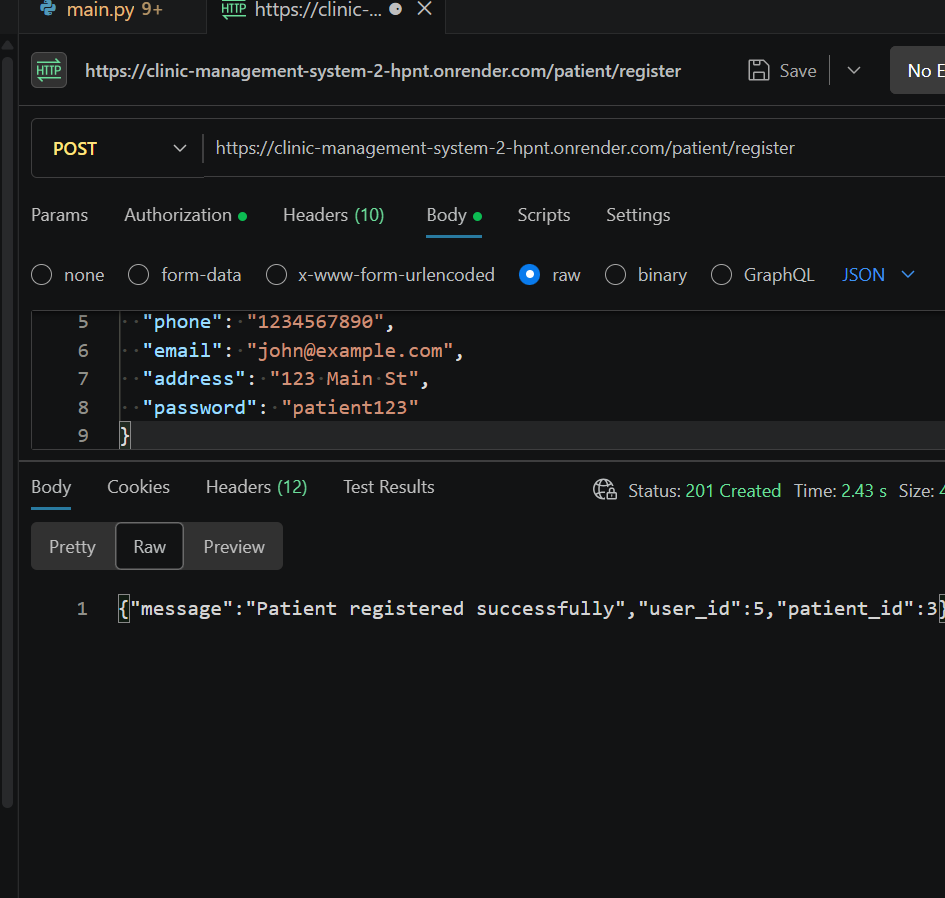 main.py 9+
HTTP https://clinic-...
HTTP https://clinic-management-system-2-hpnt.onrender.com/patient/register Save No E
POST https://clinic-management-system-2-hpnt.onrender.com/patient/register
Params Authorization Headers (10) Body Scripts Settings
none form-data x-www-form-urlencoded raw binary GraphQL JSON
5 "phone": "1234567890",
6 "email": "john@example.com",
7 "address": "123 Main St",
8 "password": "patient123"
9 }
Body Cookies Headers (12) Test Results Status: 201 Created Time: 2.43 s Size:
Pretty Raw Preview
1 {"message":"Patient registered successfully","user_id":5,"patient_id":3}